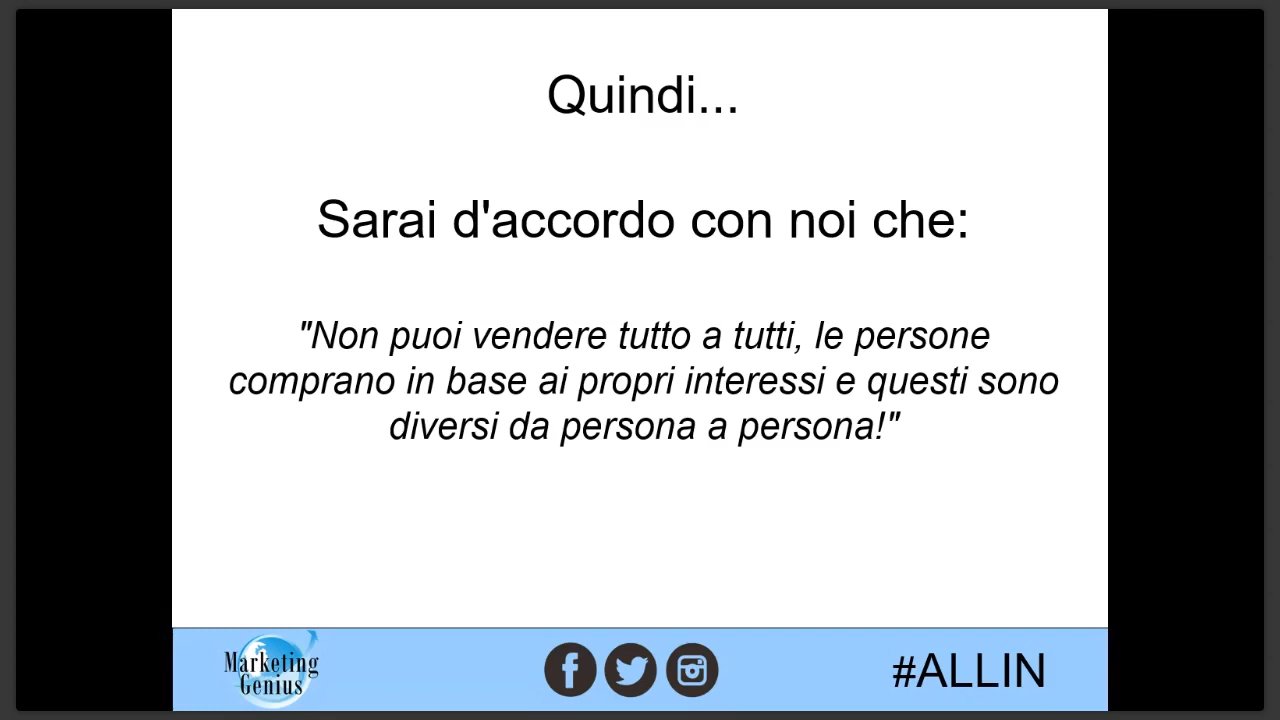 Quindi...
Sarai d'accordo con noi che:
"Non puoi vendere tutto a tutti, le persone
comprano in base ai propri interessi e questi sono
diversi da persona a persona!"
Marketing
Genius
#ALLIN